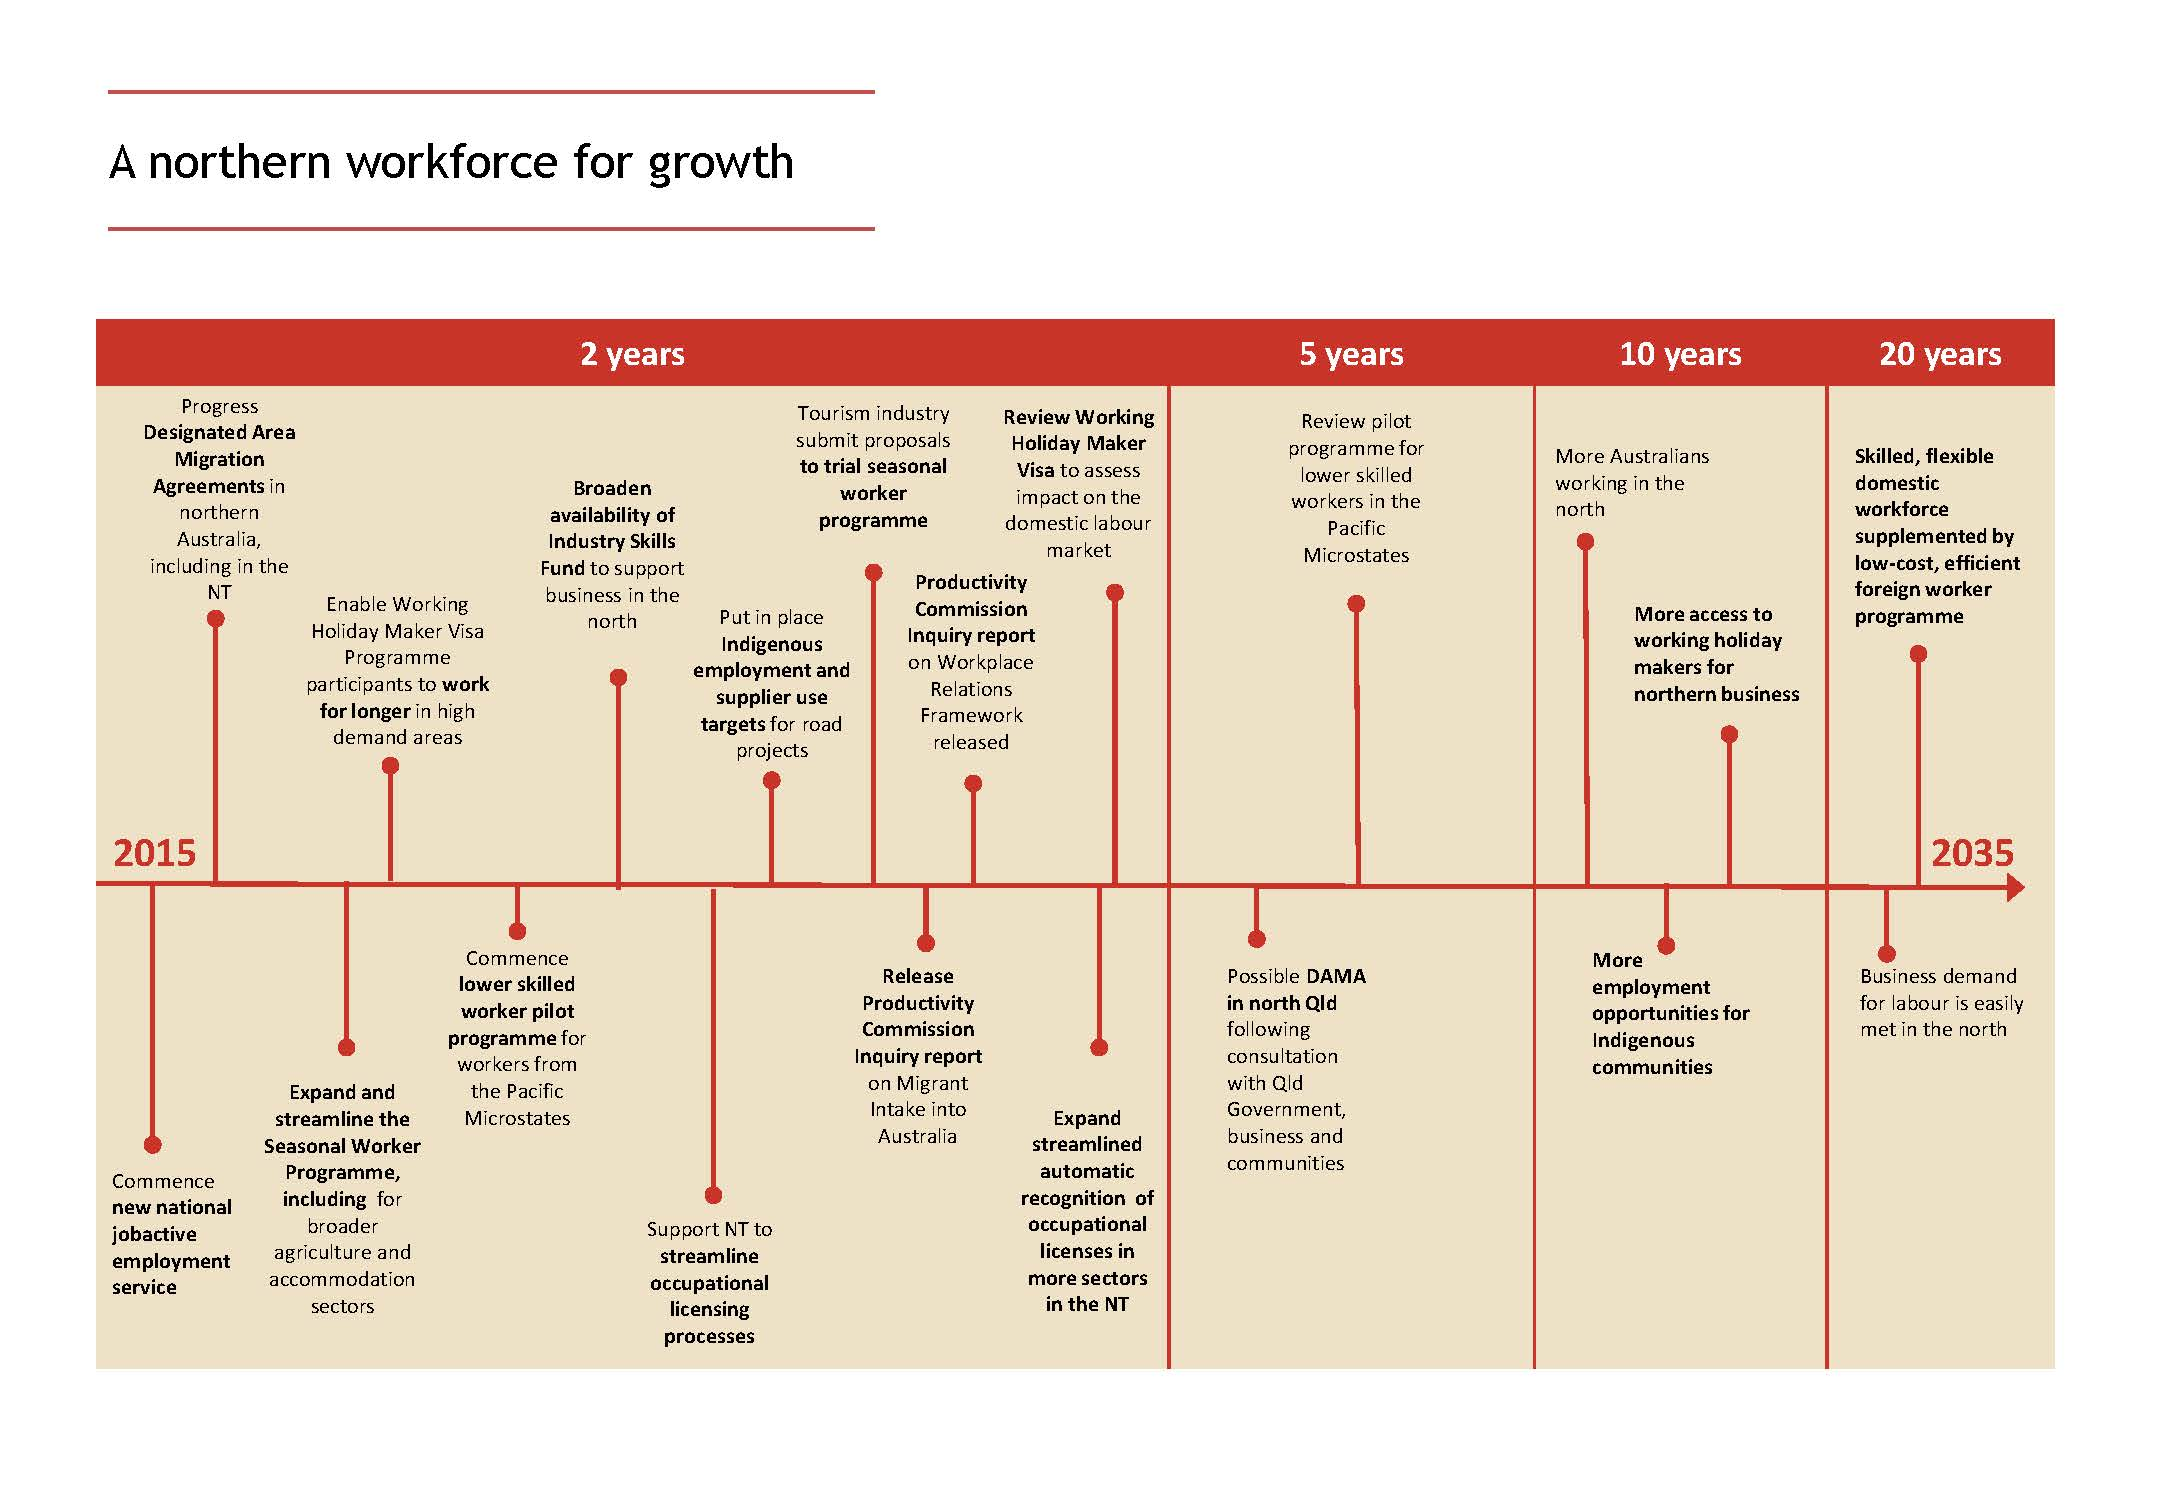 A northern workforce for growth
2 years
5 years
10 years
20 years
Progress
Designated Area
Migration
Agreements in
northern
Australia,
including in the
NT
Enable Working
Holiday Maker Visa
Programme
participants to work
for longer in high
demand areas
Broaden
availability of
Industry Skills
Fund to support
business in the
north
Put in place
Indigenous
employment and
supplier use
targets for road
projects
Tourism industry
submit proposals
to trial seasonal
worker
programme
Productivity
Commission
Inquiry report
on Workplace
Relations
Framework
released
Review Working
Holiday Maker
Visa to assess
impact on the
domestic labour
market
Review pilot
programme for
lower skilled
workers in the
Pacific
Microstates
More Australians
working in the
north
More access to
working holiday
makers for
northern business
Skilled, flexible
domestic
workforce
supplemented by
low-cost, efficient
foreign worker
programme
2015
2035
Commence
new national
jobactive
employment
service
Expand and
streamline the
Seasonal Worker
Programme,
including for
broader
agriculture and
accommodation
sectors
Commence
lower skilled
worker pilot
programme for
workers from
the Pacific
Microstates
Support NT to
streamline
occupational
licensing
processes
Release
Productivity
Commission
Inquiry report
on Migrant
Intake into
Australia
Expand
streamlined
automatic
recognition of
occupational
licenses in
more sectors
in the NT
Possible DAMA
in north Qld
following
consultation
with Qld
Government,
business and
communities
More
employment
opportunities for
Indigenous
communities
Business demand
for labour is easily
met in the north